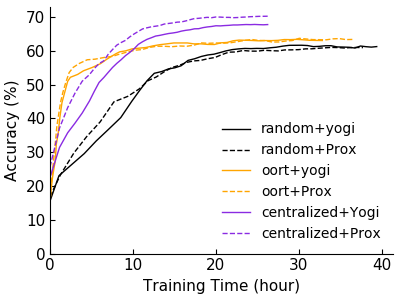 70
60
50
40
30
20
10
0
Accuracy (%)
random+yogi
random+Prox
oort+yogi
oort+Prox
centralized+Yogi
centralized+Prox
0 10 20 30 40
Training Time (hour)